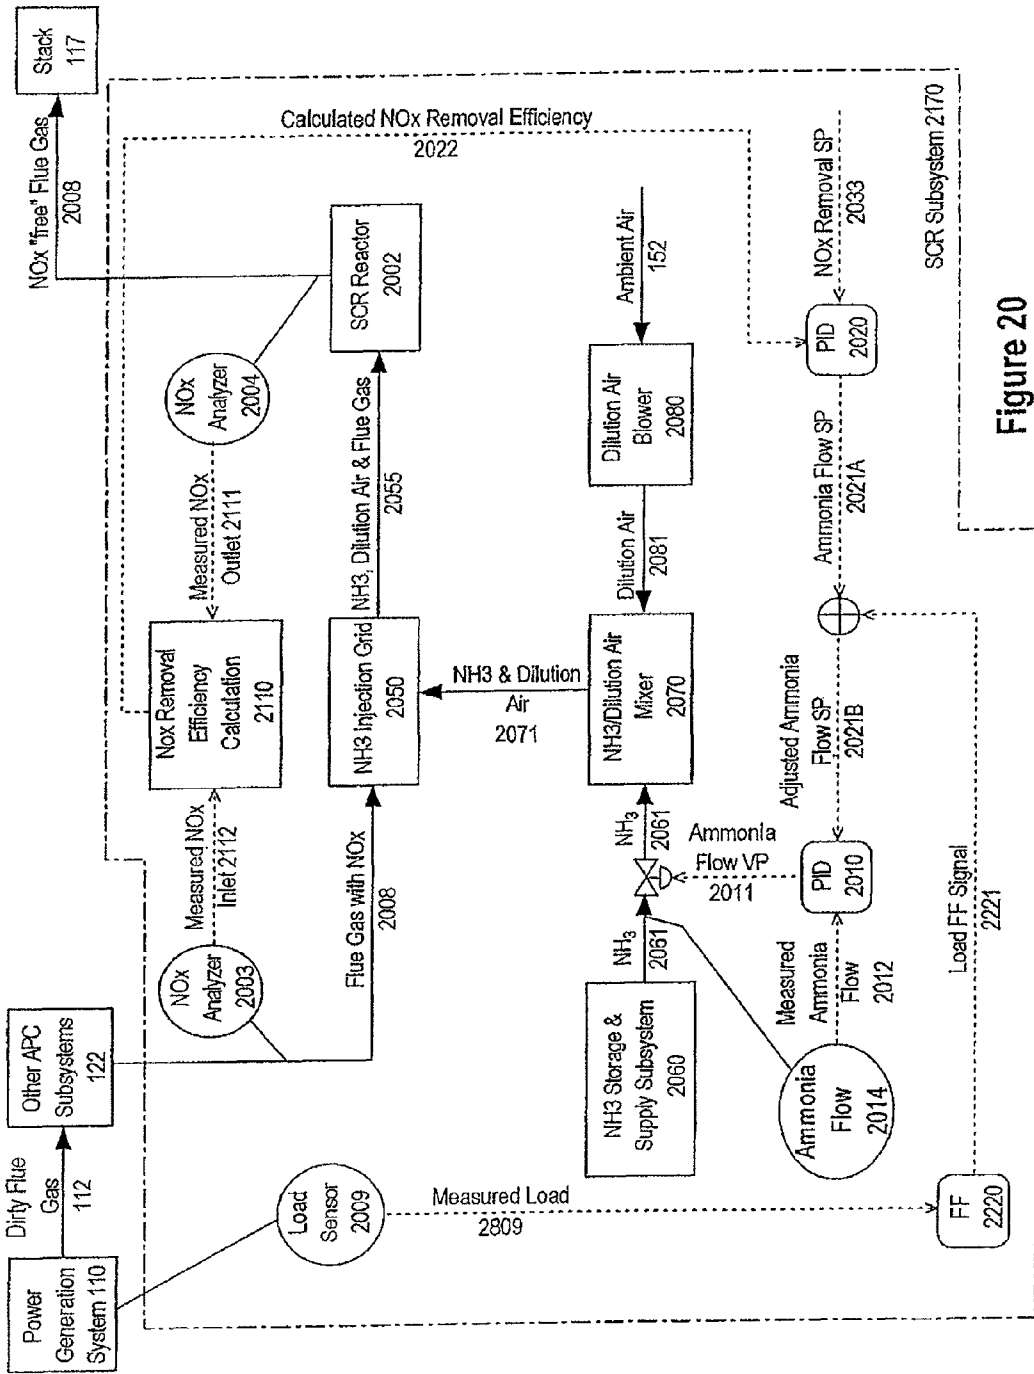 Power
Generation
System 110
Dirty Flue
Gas
112
Other APC
Subsystems
122
NOx "free" Flue Gas
2008
Stack
117
Calculated NOx Removal Efficiency
2022
NOx
Analyzer
2003
Measured NOx
Inlet 2112
Nox Removal
Efficiency
Calculation
2110
Measured NOx
Outlet 2111
NOx
Analyzer
2004
Load
Sensor
2009
Measured Load
2809
Flue Gas with NOx
2008
NH3 Injection Grid
2050
NH3, Dilution Air & Flue Gas
2055
SCR Reactor
2002
NH3 & Dilution
Air
2071
NH3 Storage &
Supply Subsystem
2060
NH3
2061
NH3
2061
NH3/Dilution Air
Mixer
2070
Dilution Air
2081
Dilution Air
Blower
2080
Ambient Air
152
Ammonia
Flow VP
2011
Ammonia
Flow
2014
Measured
Ammonia
Flow
2012
PID
2010
Adjusted Ammonia
Flow SP
2021B
Ammonia Flow SP
2021A
PID
2020
NOx Removal SP
2033
FF
2220
Load FF Signal
2221
SCR Subsystem 2170
Figure 20